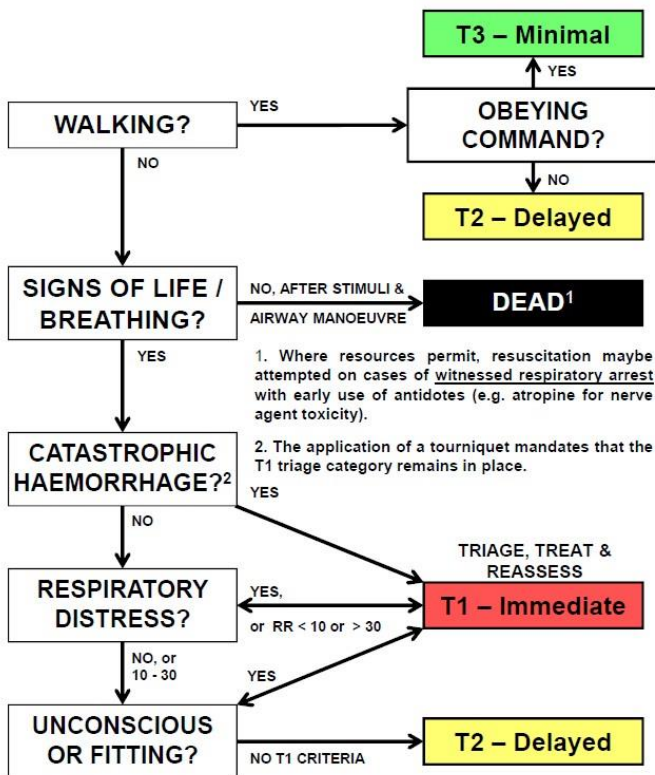 T3 – Minimal
YES
WALKING?
YES
OBEYING
COMMAND?
NO
NO
T2 – Delayed
SIGNS OF LIFE /
BREATHING?
NO, AFTER STIMULI &
AIRWAY MANOEUVRE
DEAD1
YES
1. Where resources permit, resuscitation maybe
attempted on cases of witnessed respiratory arrest
with early use of antidotes (e.g. atropine for nerve
agent toxicity).
2. The application of a tourniquet mandates that the
T1 triage category remains in place.
CATASTROPHIC
HAEMORRHAGE?2
YES
NO
TRIAGE, TREAT &
REASSESS
RESPIRATORY
DISTRESS?
YES,
or RR < 10 or > 30
T1 – Immediate
NO, or
10 - 30
YES
UNCONSCIOUS
OR FITTING?
NO T1 CRITERIA
T2 – Delayed